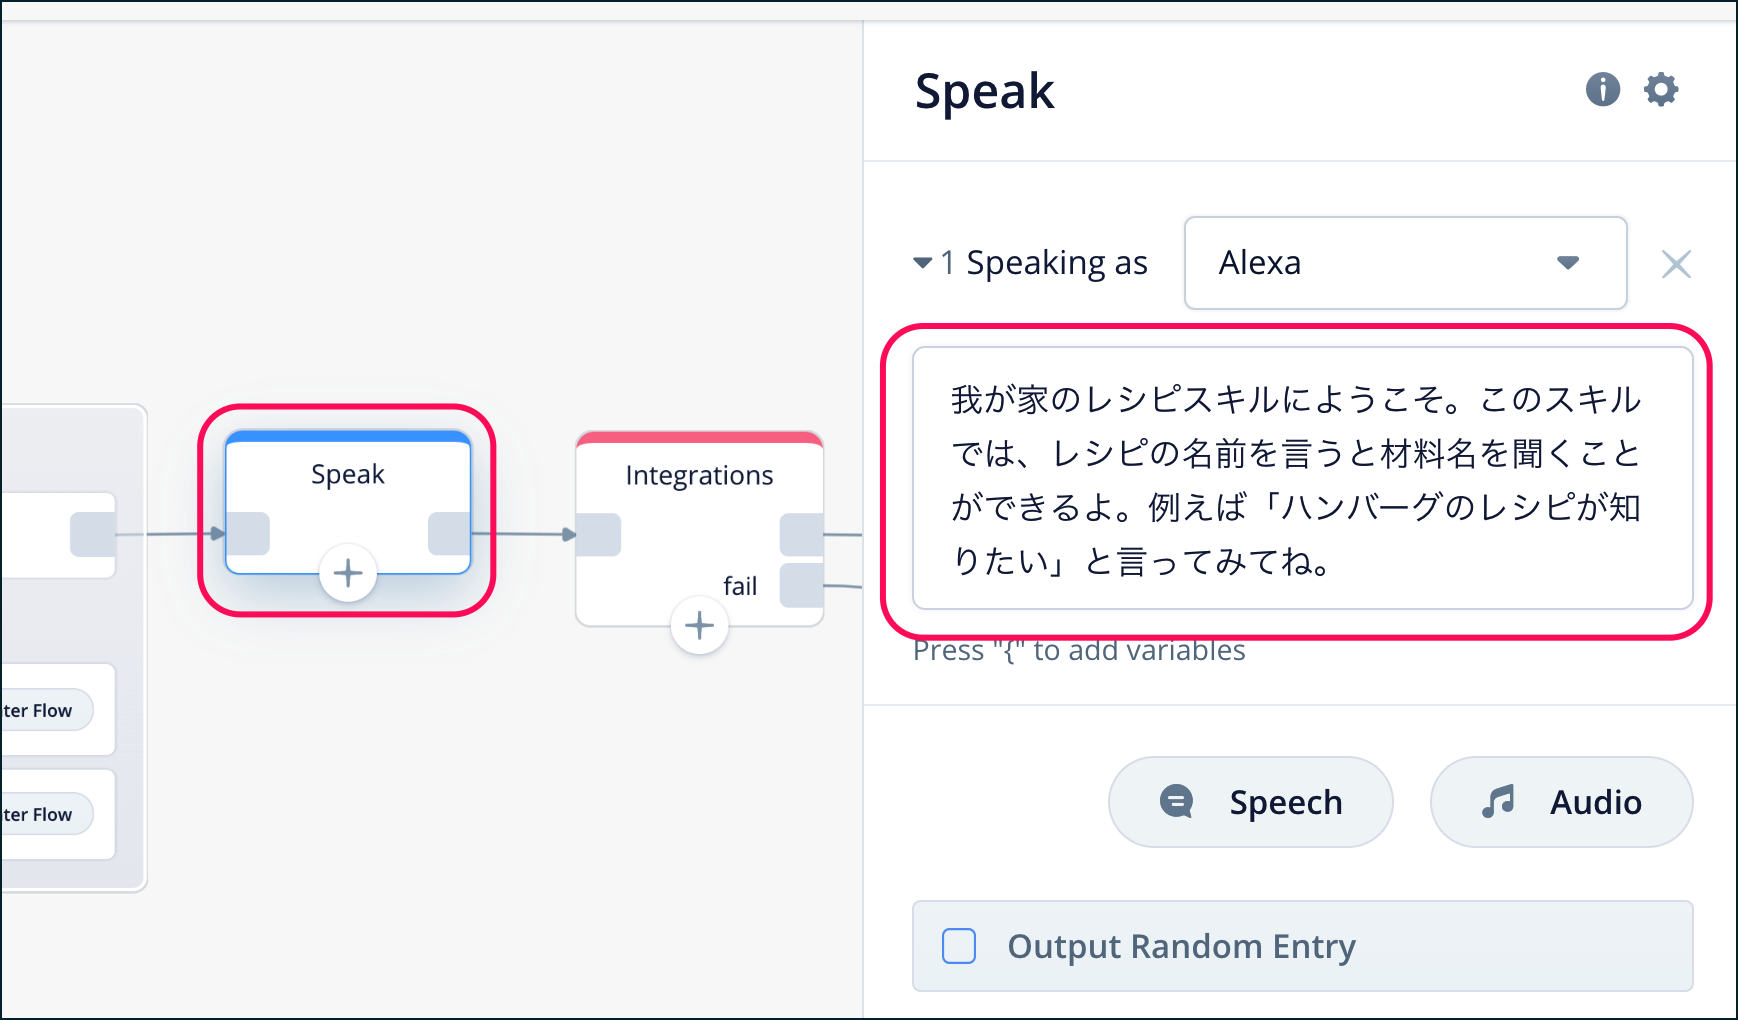 Speak
1 Speaking as
Alexa
我が家のレシピスキルにようこそ。このスキル
では、レシピの名前を言うと材料名を聞くこと
ができるよ。例えば「ハンバーグのレシピが知
りたい」と言ってみてね。
Press "{" to add variables
Speech
Audio
Output Random Entry
Speak
Integrations
fail
Flow
Flow